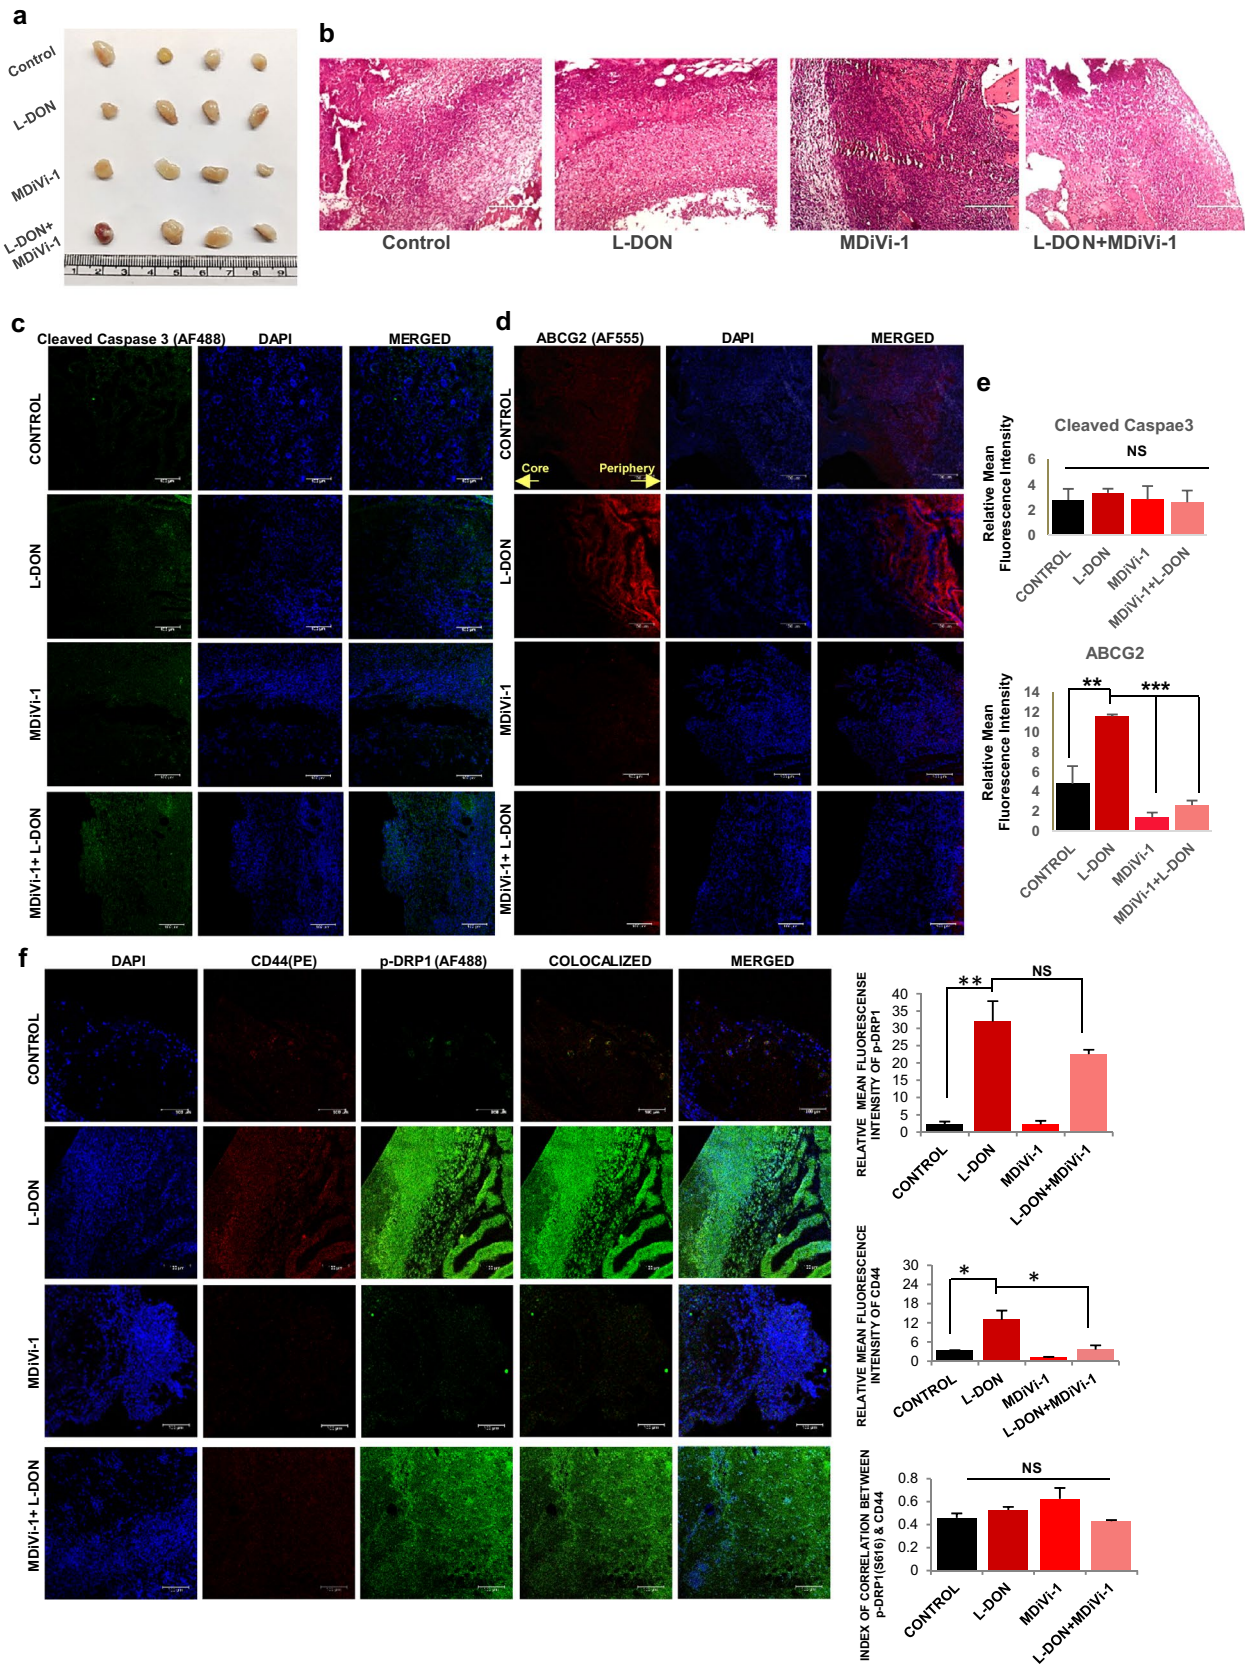 a
Control
L-DON
MDiVi-1
L-DON+
MDiVi-1
1 2 3 4 5 6 7 8 9
b
Control
L-DON
MDiVi-1
L-DON+MDiVi-1
c
Cleaved Caspase 3 (AF488)
DAPI
MERGED
CONTROL
L-DON
MDiVi-1
MDiVi-1+ L-DON
d
ABCG2 (AF555)
DAPI
MERGED
CONTROL
Core
Periphery
L-DON
MDiVi-1
MDiVi-1+ L-DON
e
Cleaved Caspae3
Relative Mean
Fluorescence Intensity
6
4
2
0
NS
CONTROL
L-DON
MDiVi-1
MDiVi-1+L-DON
ABCG2
Relative Mean
Fluorescence Intensity
14
12
10
8
6
4
2
0
**
***
CONTROL
L-DON
MDiVi-1
MDiVi-1+L-DON
f
DAPI
CD44(PE)
p-DRP1 (AF488)
COLOCALIZED
MERGED
CONTROL
L-DON
MDiVi-1
MDiVi-1+ L-DON
RELATIVE MEAN FLUORESCENSE
INTENSITY OF p-DRP1
40
35
30
25
20
15
10
5
0
**
NS
CONTROL
L-DON
MDiVi-1
L-DON+MDiVi-1
RELATIVE MEAN FLUORESCENCE
INTENSITY OF CD44
30
24
18
12
6
0
*
*
CONTROL
L-DON
MDiVi-1
L-DON+MDiVi-1
INDEX OF CORRELATION BETWEEN
p-DRP1(S616) & CD44
0.8
0.6
0.4
0.2
0
NS
CONTROL
L-DON
MDiVi-1
L-DON+MDiVi-1